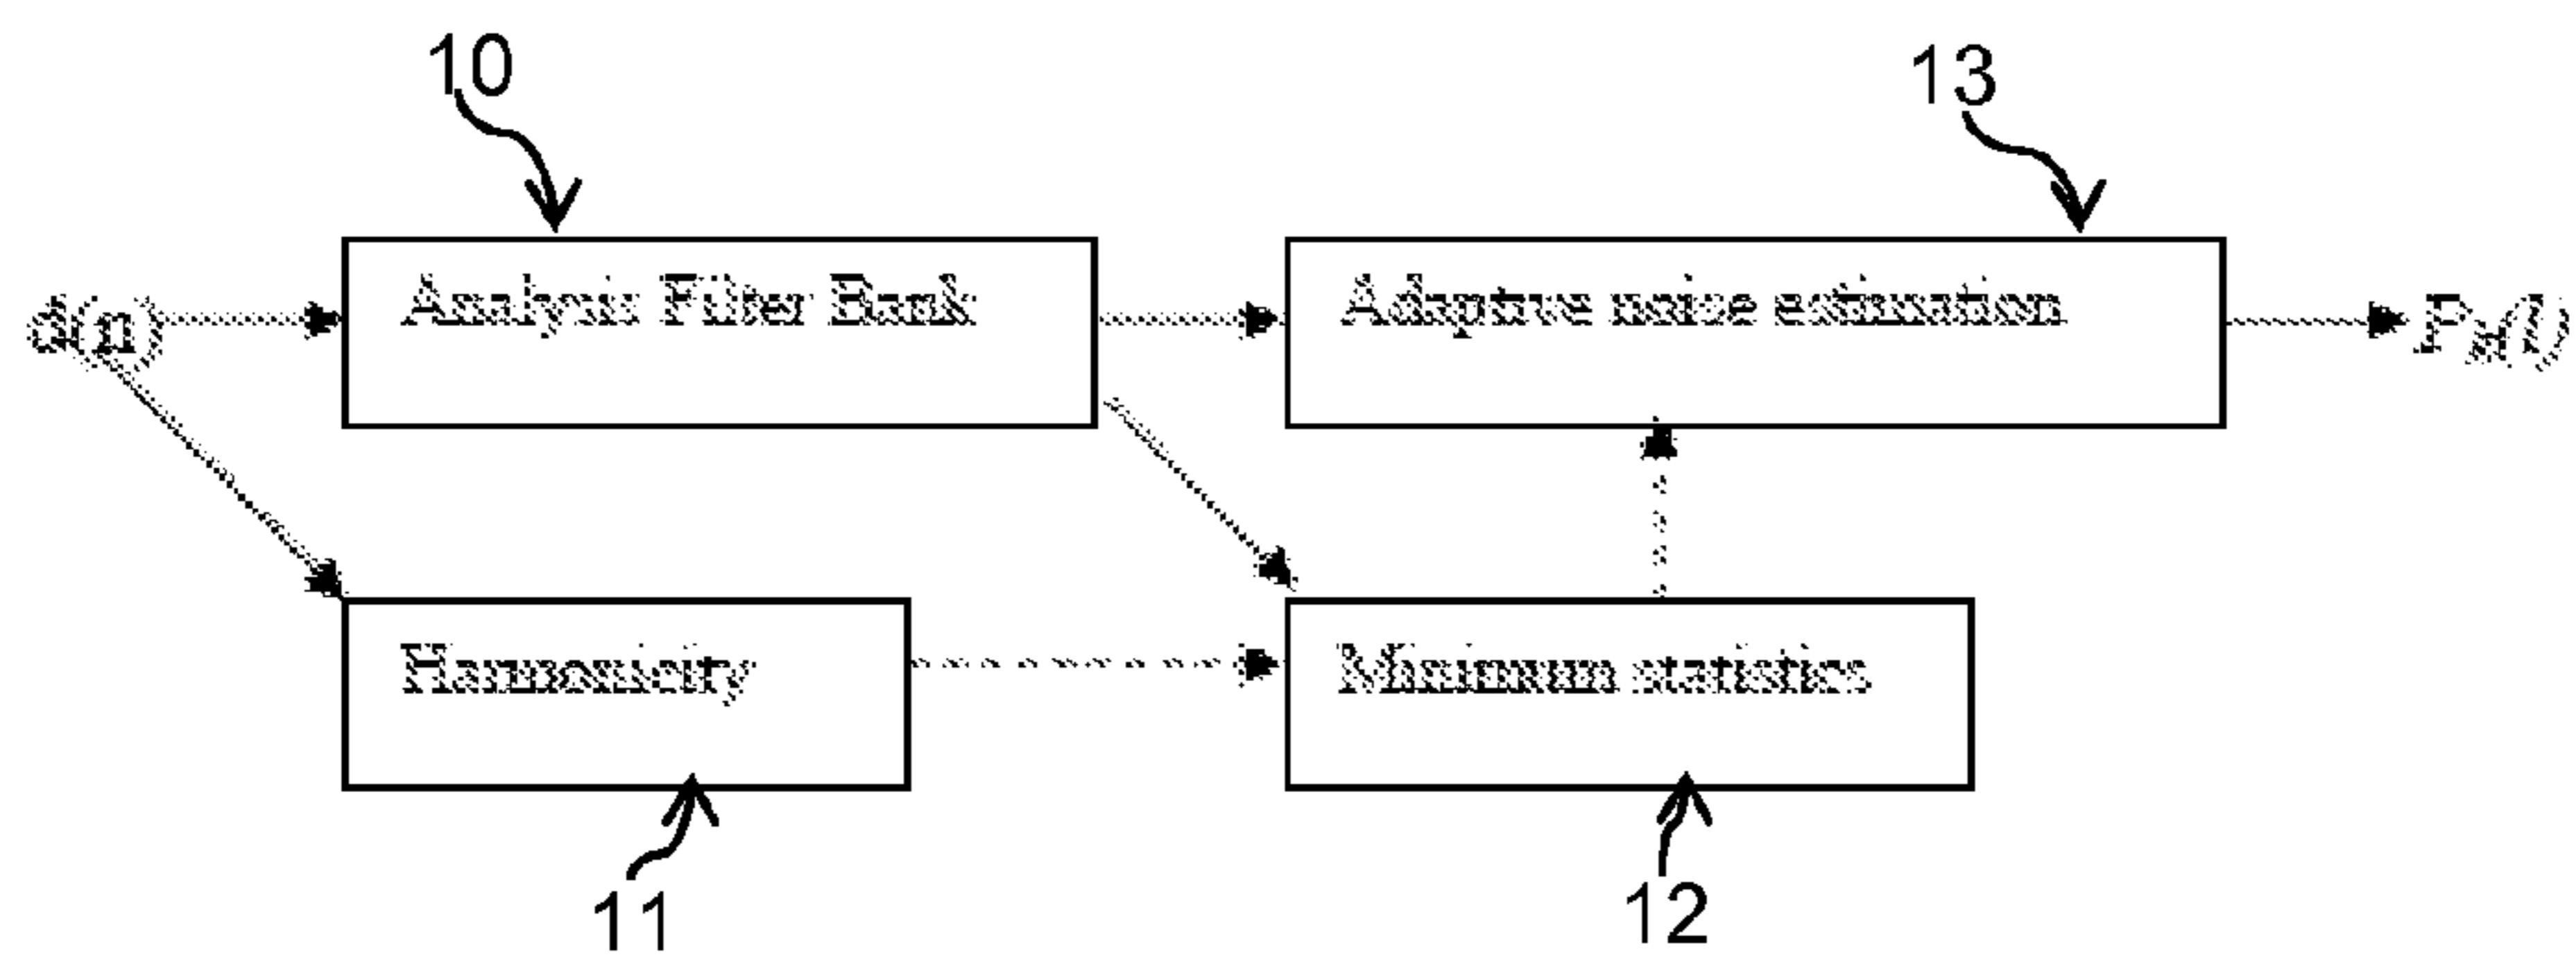 10
13
d(n)
Analysis Filter Bank
Adaptive noise estimation
Harmonicity
Minimum statistics
11
12